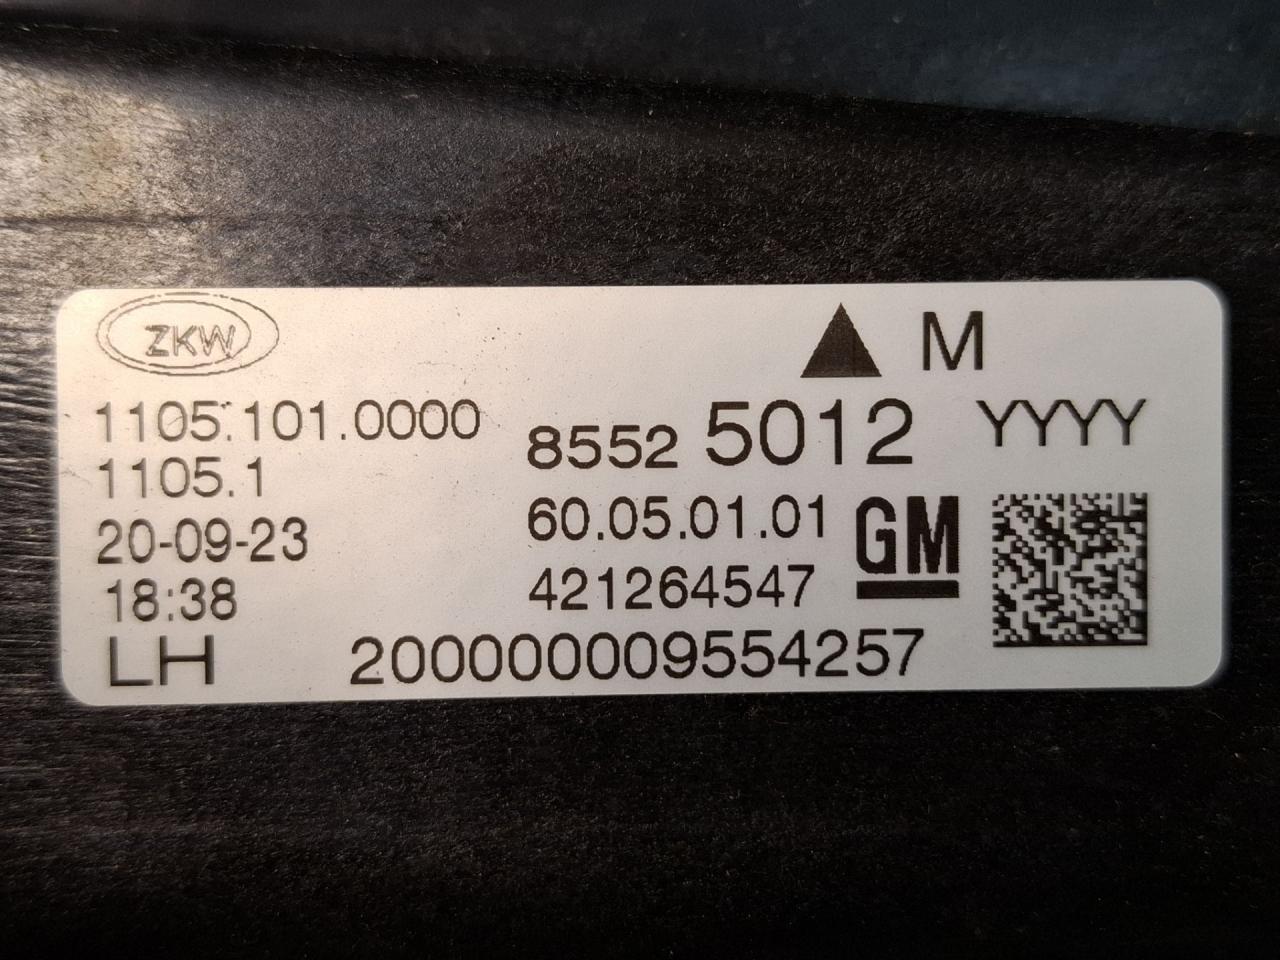 ZKW
▲ M
1105.101.0000
8552 5012 YYYY
1105.1
60.05.01.01 GM
20-09-23
421264547
18:38
LH 200000009554257